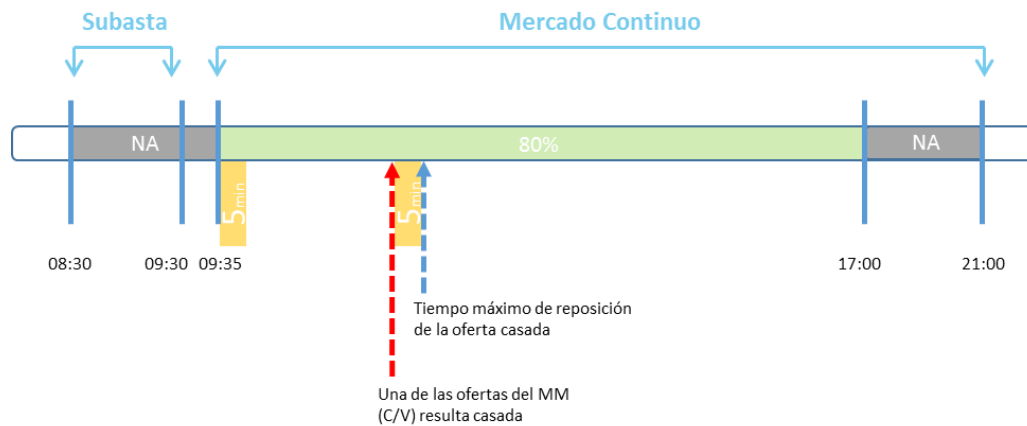 Subasta
Mercado Continuo
NA
80%
NA
5 min
5 min
08:30
09:30
09:35
17:00
21:00
Tiempo máximo de reposición
de la oferta casada
Una de las ofertas del MM
(C/V) resulta casada